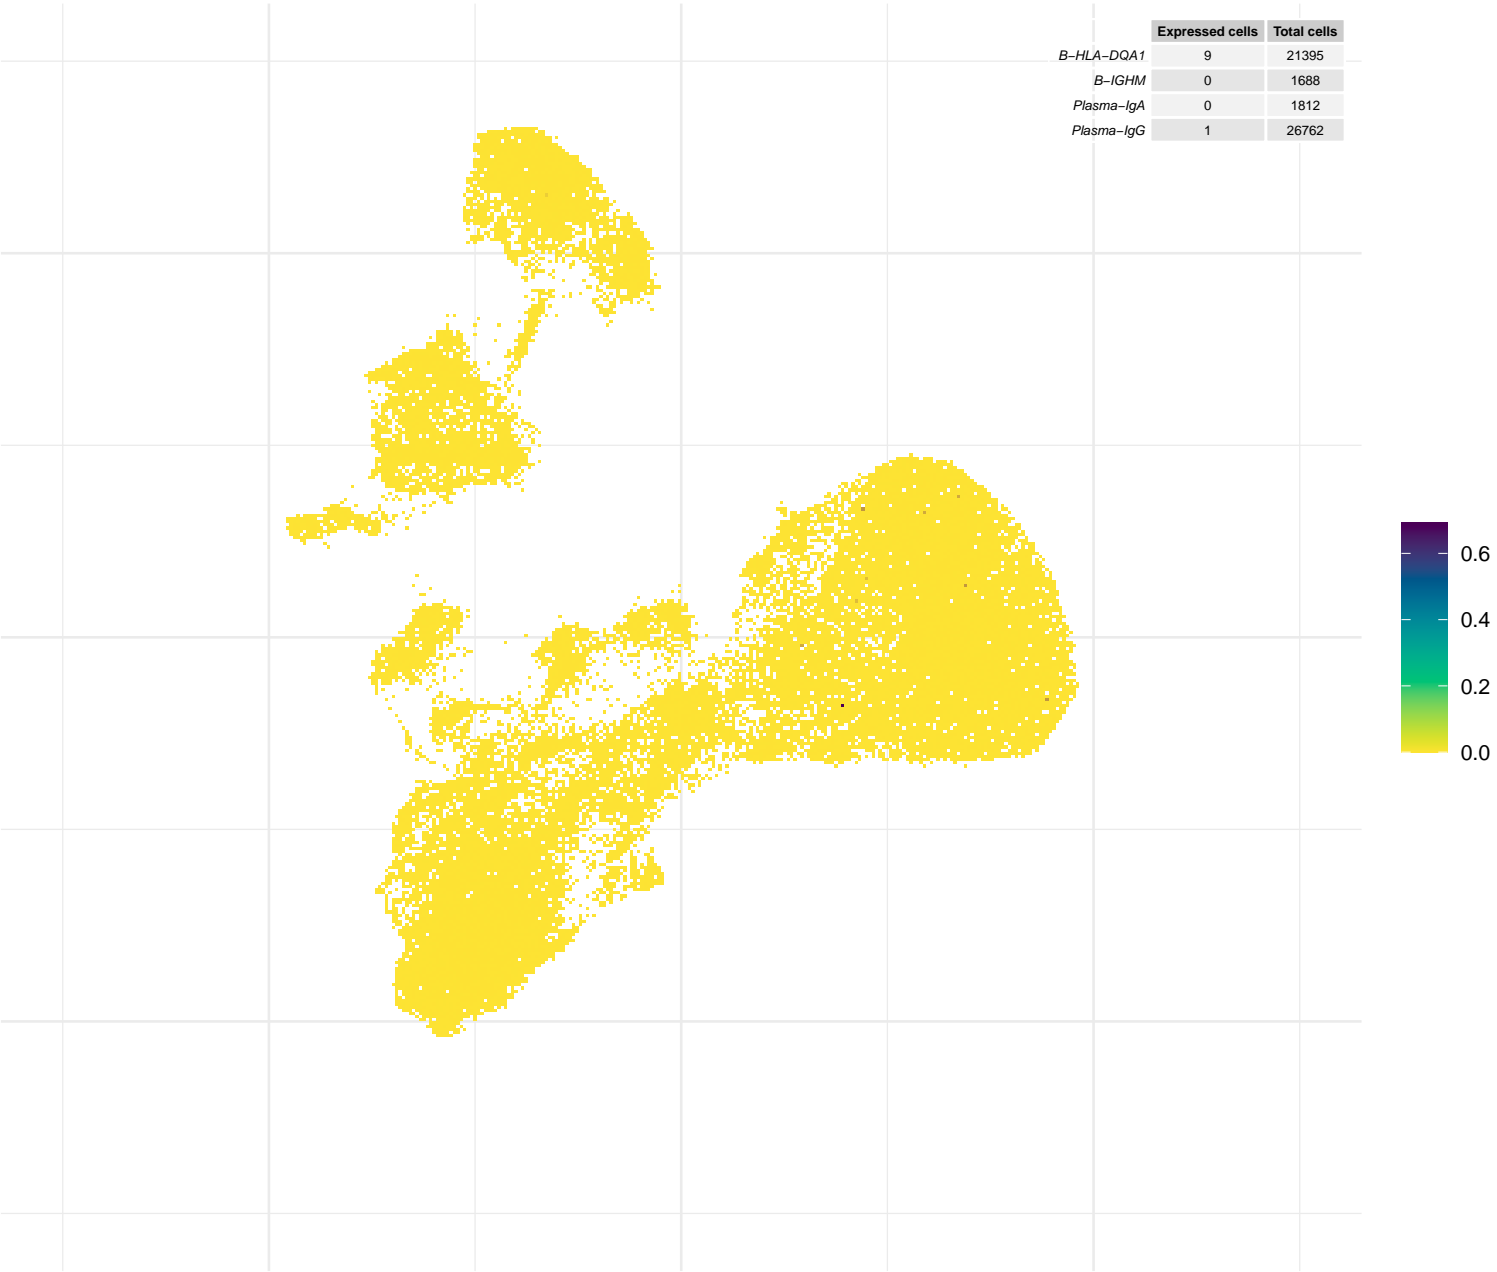 Expressed cells Total cells
B−HLA−DQA1 9 21395
B−IGHM 0 1688
Plasma−IgA 0 1812
Plasma−IgG 1 26762
0.6
0.4
0.2
0.0